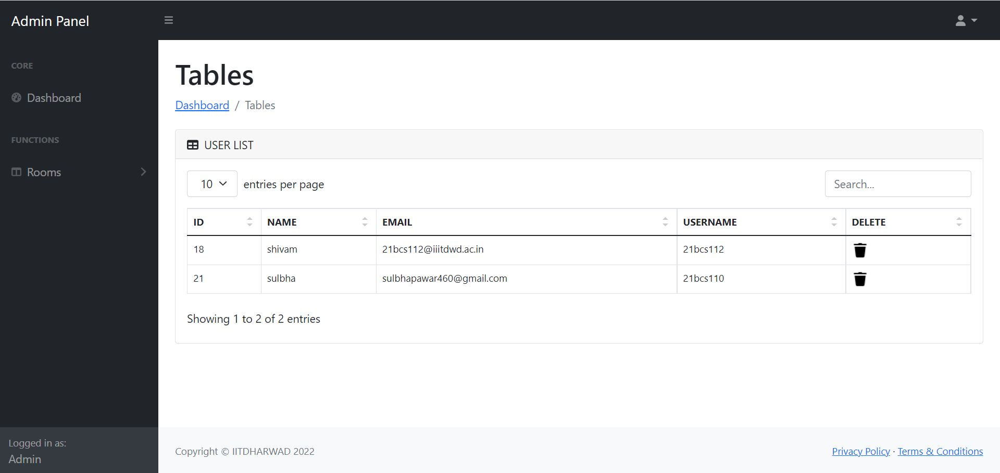 Admin Panel
CORE
Dashboard
FUNCTIONS
Rooms
Logged in as:
Admin
Tables
Dashboard / Tables
USER LIST
10 entries per page
Search...
ID NAME EMAIL USERNAME DELETE
18 shivam 21bcs112@iiitdwd.ac.in 21bcs112
21 sulbha sulbhapawar460@gmail.com 21bcs110
Showing 1 to 2 of 2 entries
Copyright © IITDHARWAD 2022
Privacy Policy · Terms & Conditions